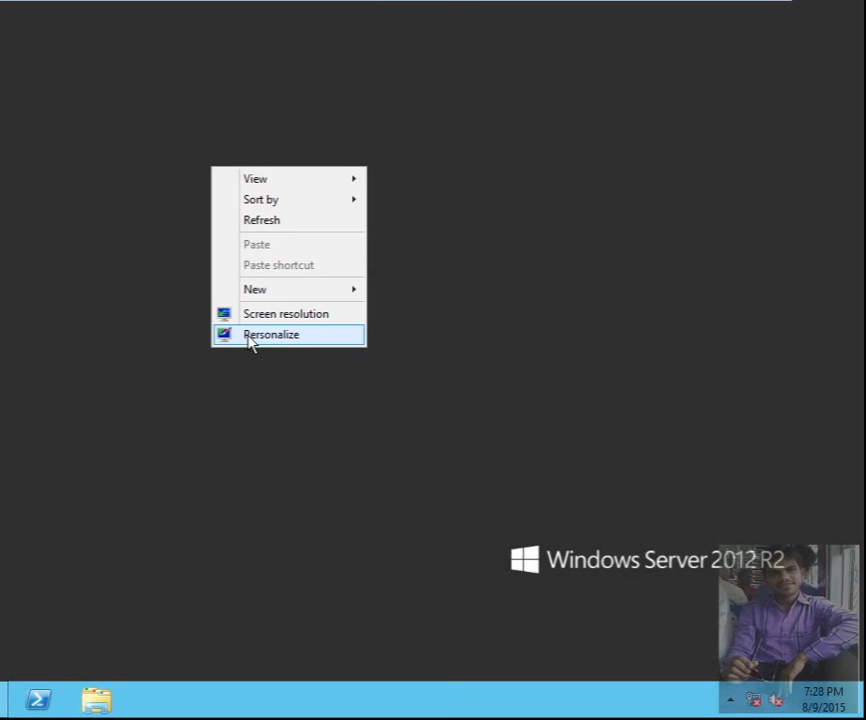 View
Sort by
Refresh
Paste
Paste shortcut
New
Screen resolution
Personalize
Windows Server 2012 R2
7:28 PM
8/9/2015